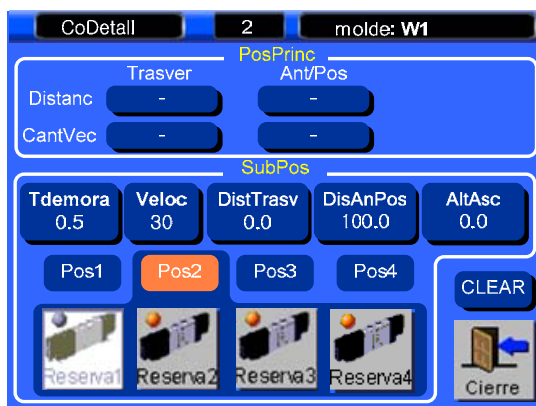 CoDetall 2 molde: W1
PosPrinc
Trasver Ant/Pos
Distanc - -
CantVec - -
SubPos
Tdemora Veloc DistTrasv DisAnPos AltAsc
0.5 30 0.0 100.0 0.0
Pos1 Pos2 Pos3 Pos4
CLEAR
Reserva1 Reserva2 Reserva3 Reserva4
Cierre